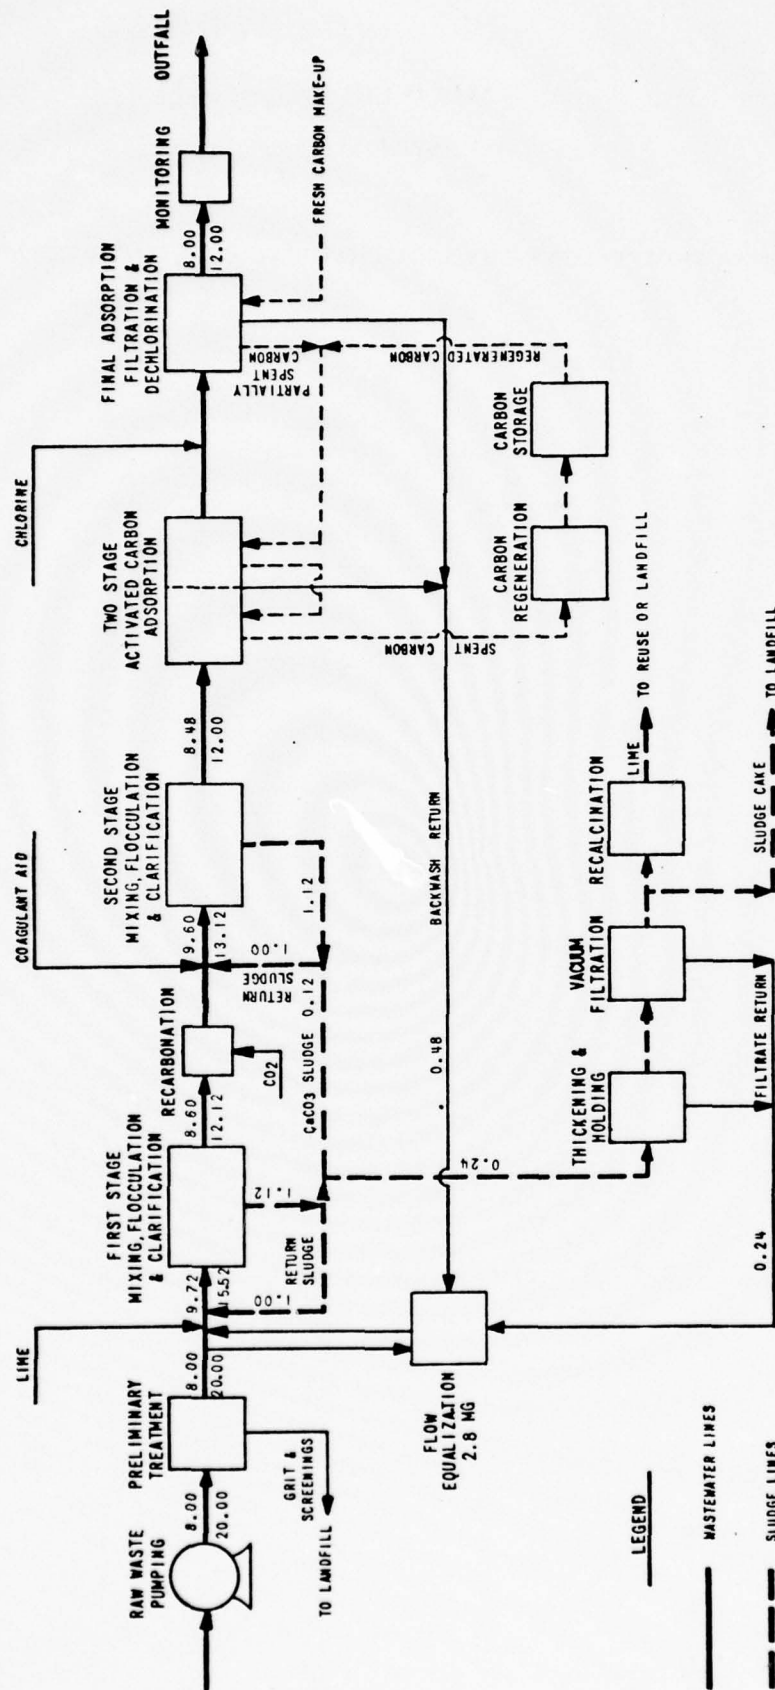 RAW WASTE
PUMPING
8.00
20.00
PRELIMINARY
TREATMENT
GRIT &
SCREENINGS
TO LANDFILL
8.00
20.00
LIME
9.72
15.52
1.00
RETURN
SLUDGE
FIRST STAGE
MIXING, FLOCCULATION
& CLARIFICATION
1.12
8.60
12.12
RECARBONATION
CO2
COAGULANT AID
9.60
13.12
1.00
RETURN
SLUDGE
CaCO3 SLUDGE 0.12
SECOND STAGE
MIXING, FLOCCULATION
& CLARIFICATION
1.12
8.48
12.00
TWO STAGE
ACTIVATED CARBON
ADSORPTION
CHLORINE
FINAL ADSORPTION
FILTRATION &
DECHLORINATION
PARTIALLY
SPENT
CARBON
8.00
12.00
MONITORING
OUTFALL
FRESH CARBON MAKE-UP
REGENERATED CARBON
SPENT
CARBON
CARBON
REGENERATION
CARBON
STORAGE
FLOW
EQUALIZATION
2.8 MG
0.48
BACKWASH RETURN
0.24
THICKENING &
HOLDING
VACUUM
FILTRATION
RECALCINATION
LIME
TO REUSE OR LANDFILL
0.24
FILTRATE RETURN
SLUDGE CAKE
TO LANDFILL
LEGEND
WASTEWATER LINES
SLUDGE LINES